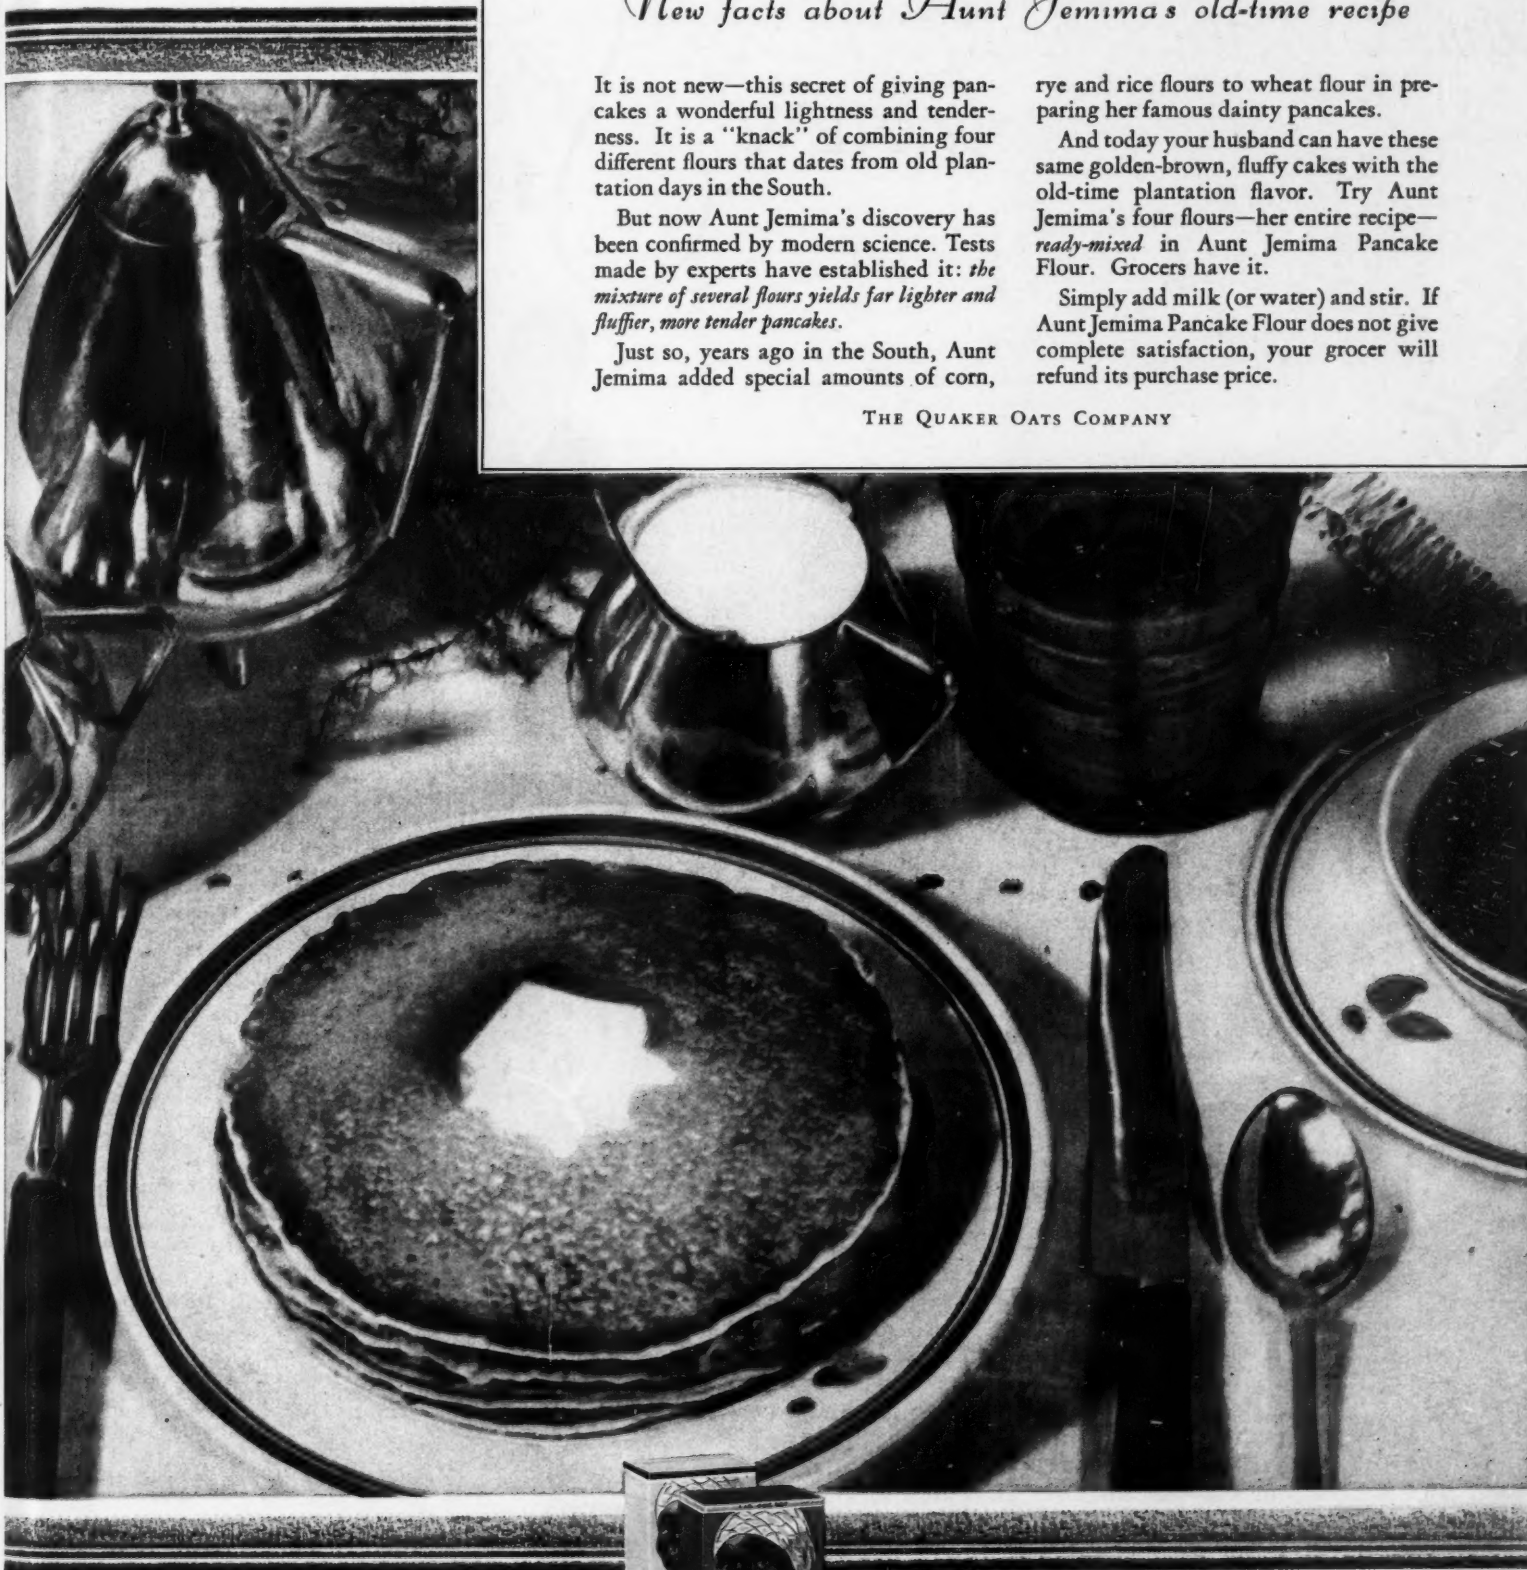 New facts about Aunt Jemima's old-time recipe
It is not new—this secret of giving pan-
cakes a wonderful lightness and tender-
ness. It is a "knack" of combining four
different flours that dates from old plan-
tation days in the South.
But now Aunt Jemima's discovery has
been confirmed by modern science. Tests
made by experts have established it: the
mixture of several flours yields far lighter and
fluffier, more tender pancakes.
Just so, years ago in the South, Aunt
Jemima added special amounts of corn,
rye and rice flours to wheat flour in pre-
paring her famous dainty pancakes.
And today your husband can have these
same golden-brown, fluffy cakes with the
old-time plantation flavor. Try Aunt
Jemima's four flours—her entire recipe—
ready-mixed in Aunt Jemima Pancake
Flour. Grocers have it.
Simply add milk (or water) and stir. If
Aunt Jemima Pancake Flour does not give
complete satisfaction, your grocer will
refund its purchase price.
THE QUAKER OATS COMPANY